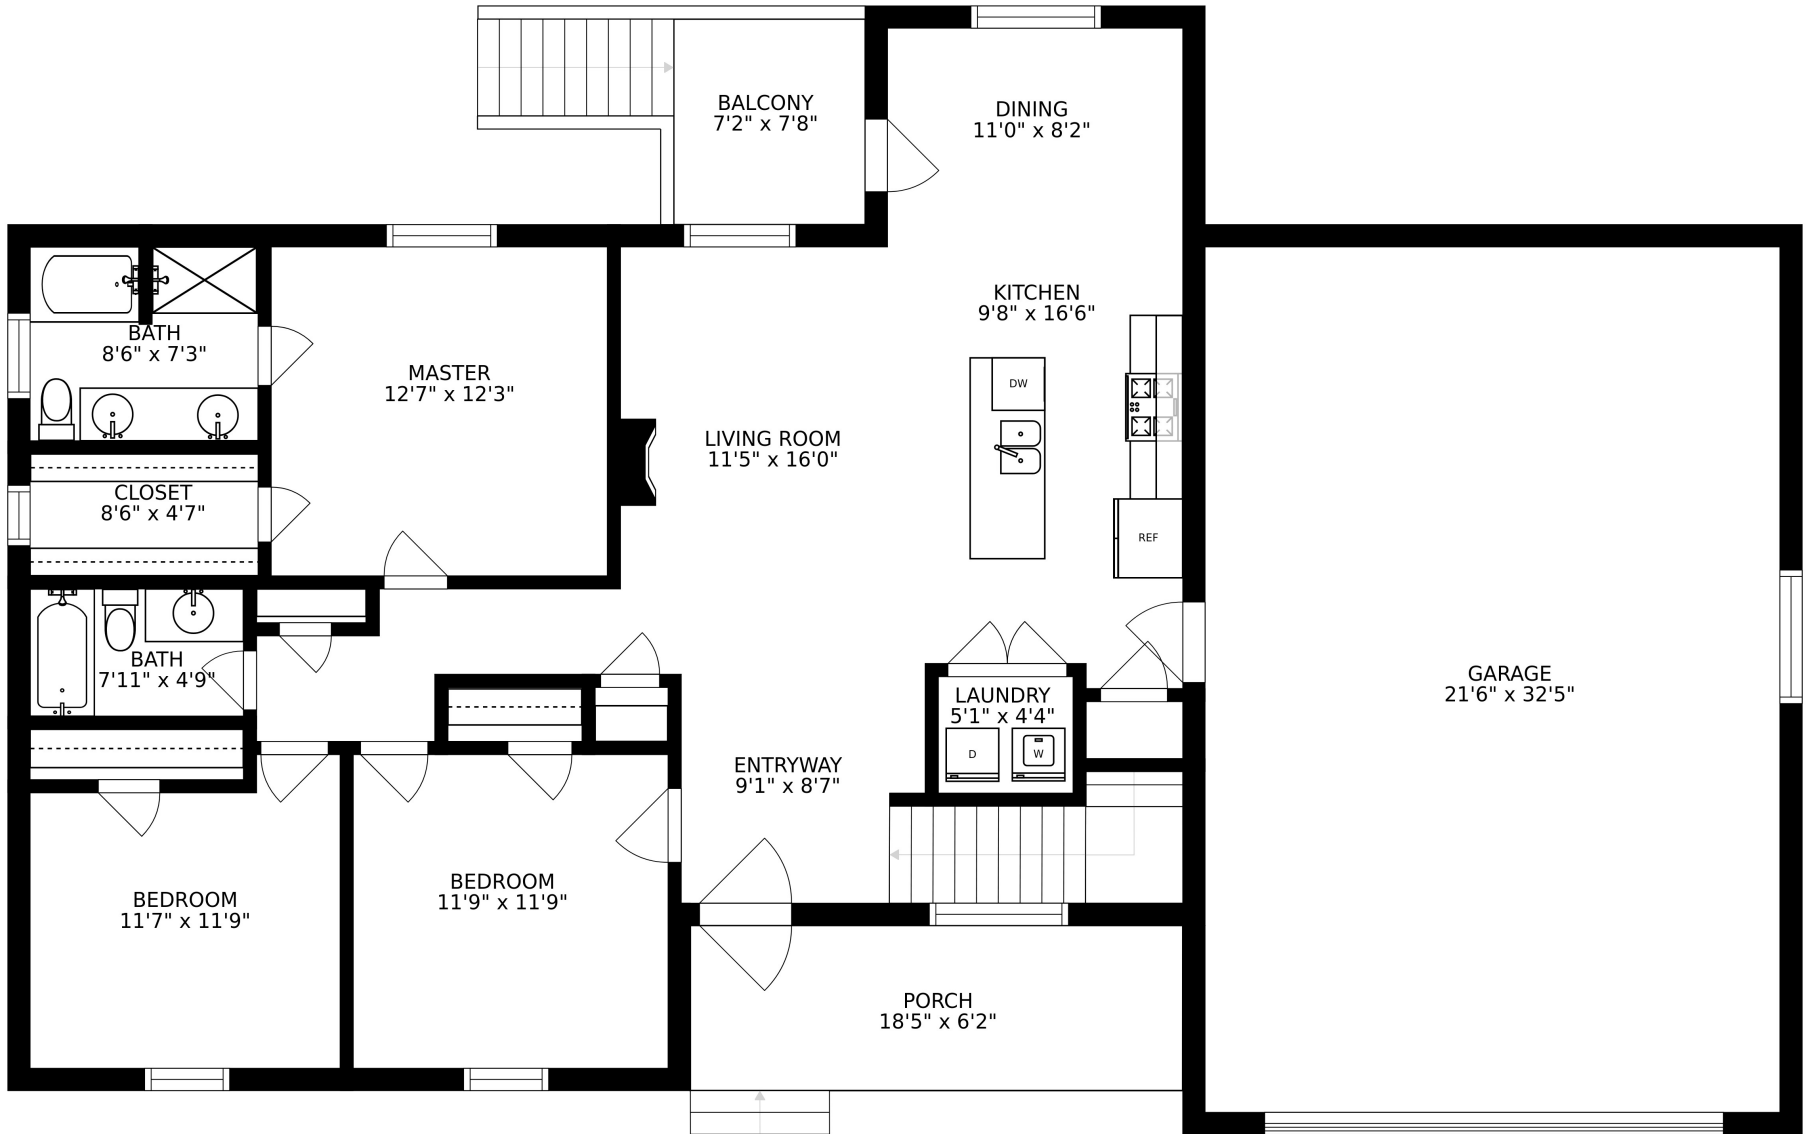 BALCONY
7'2" x 7'8"
DINING
11'0" x 8'2"
KITCHEN
9'8" x 16'6"
BATH
8'6" x 7'3"
MASTER
12'7" x 12'3"
DW
LIVING ROOM
11'5" x 16'0"
CLOSET
8'6" x 4'7"
REF
BATH
7'11" x 4'9"
GARAGE
21'6" x 32'5"
LAUNDRY
5'1" x 4'4"
D
W
ENTRYWAY
9'1" x 8'7"
BEDROOM
11'7" x 11'9"
BEDROOM
11'9" x 11'9"
PORCH
18'5" x 6'2"